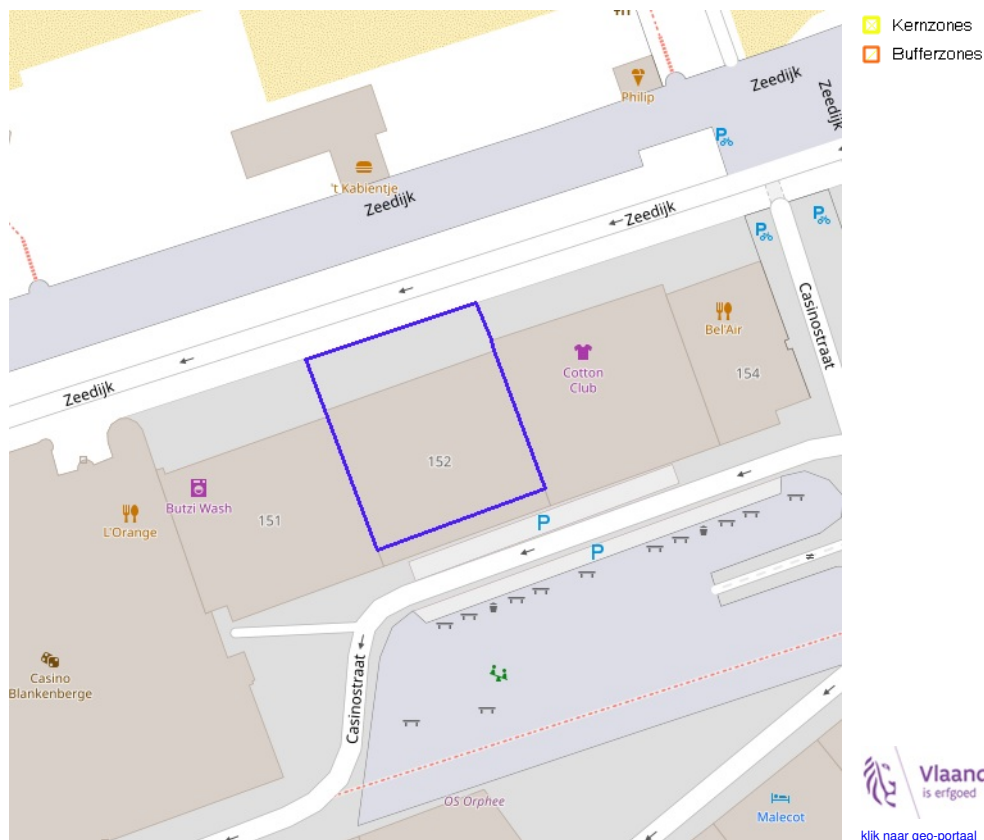 Kernzones
Bufferzones
Zeedijk
Zeedijk
Philip
't Kabientje
Zeedijk
Zeedijk
Casinostraat
Bel'Air
Cotton
Club
154
Zeedijk
152
Butzi Wash
151
L'Orange
P
P
Casino
Blankenberge
Casinostraat
OS Orphee
Malecot
Vlaand
is erfgoed
klik naar geo-portaal